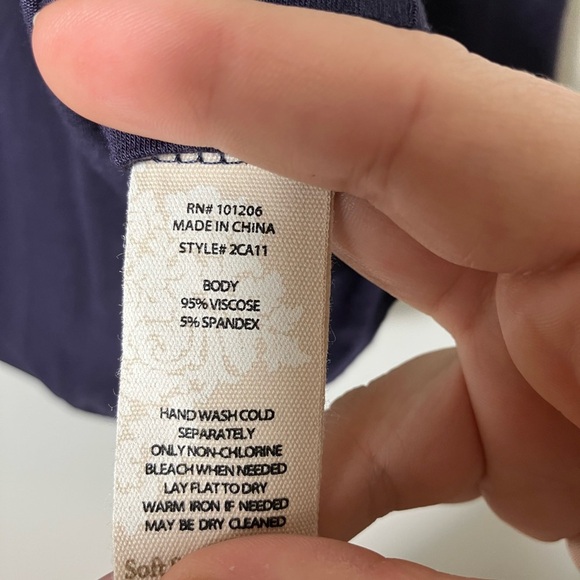 RN# 101206
MADE IN CHINA
STYLE# 2CA11
BODY
95% VISCOSE
5% SPANDEX
HAND WASH COLD
SEPARATELY
ONLY NON-CHLORINE
BLEACH WHEN NEEDED
LAY FLAT TO DRY
WARM IRON IF NEEDED
MAY BE DRY CLEANED
Soft